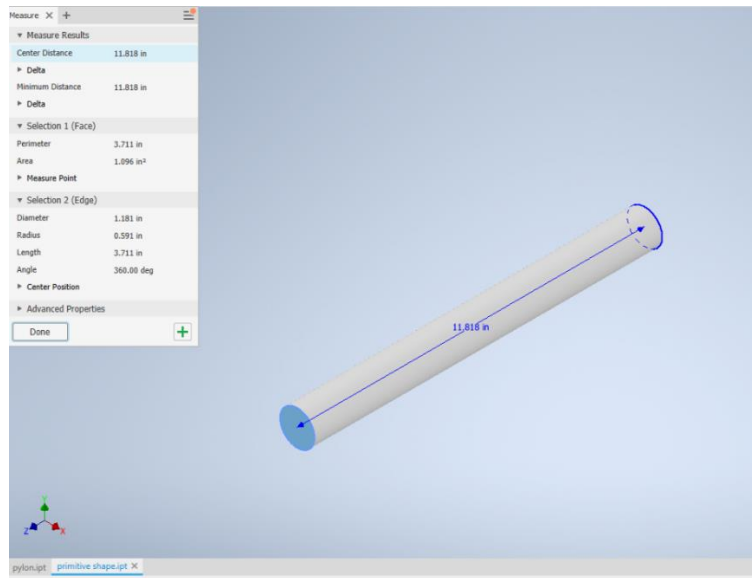 Measure × +
Measure Results
Center Distance 11.818 in
Delta
Minimum Distance 11.818 in
Delta
Selection 1 (Face)
Perimeter 3.711 in
Area 1.096 in²
Measure Point
Selection 2 (Edge)
Diameter 1.181 in
Radius 0.591 in
Length 3.711 in
Angle 360.00 deg
Center Position
Advanced Properties
Done
11.818 in
Y
Z X
pylon.ipt primitive shape.ipt ×